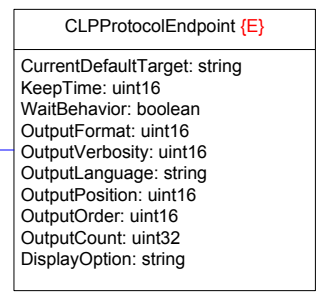 CLPProtocolEndpoint {E}
CurrentDefaultTarget: string
KeepTime: uint16
WaitBehavior: boolean
OutputFormat: uint16
OutputVerbosity: uint16
OutputLanguage: string
OutputPosition: uint16
OutputOrder: uint16
OutputCount: uint32
DisplayOption: string